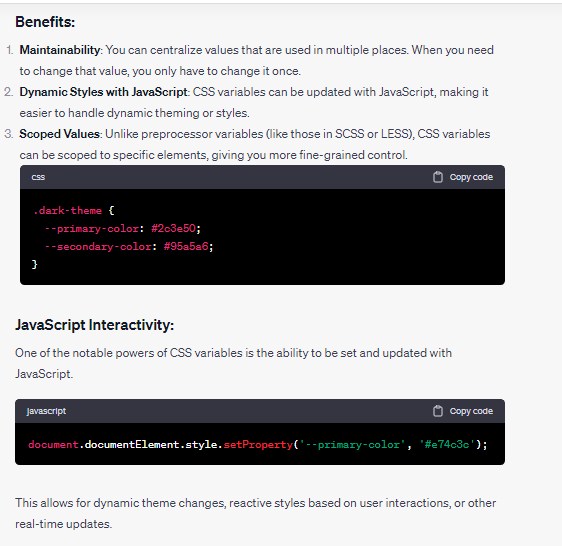 Benefits:
1. Maintainability: You can centralize values that are used in multiple places. When you need
to change that value, you only have to change it once.
2. Dynamic Styles with JavaScript: CSS variables can be updated with JavaScript, making it
easier to handle dynamic theming or styles.
3. Scoped Values: Unlike preprocessor variables (like those in SCSS or LESS), CSS variables
can be scoped to specific elements, giving you more fine-grained control.
css Copy code
.dark-theme {
--primary-color: #2c3e50;
--secondary-color: #95a5a6;
}
JavaScript Interactivity:
One of the notable powers of CSS variables is the ability to be set and updated with
JavaScript.
javascript Copy code
document.documentElement.style.setProperty('--primary-color', '#e74c3c');
This allows for dynamic theme changes, reactive styles based on user interactions, or other
real-time updates.